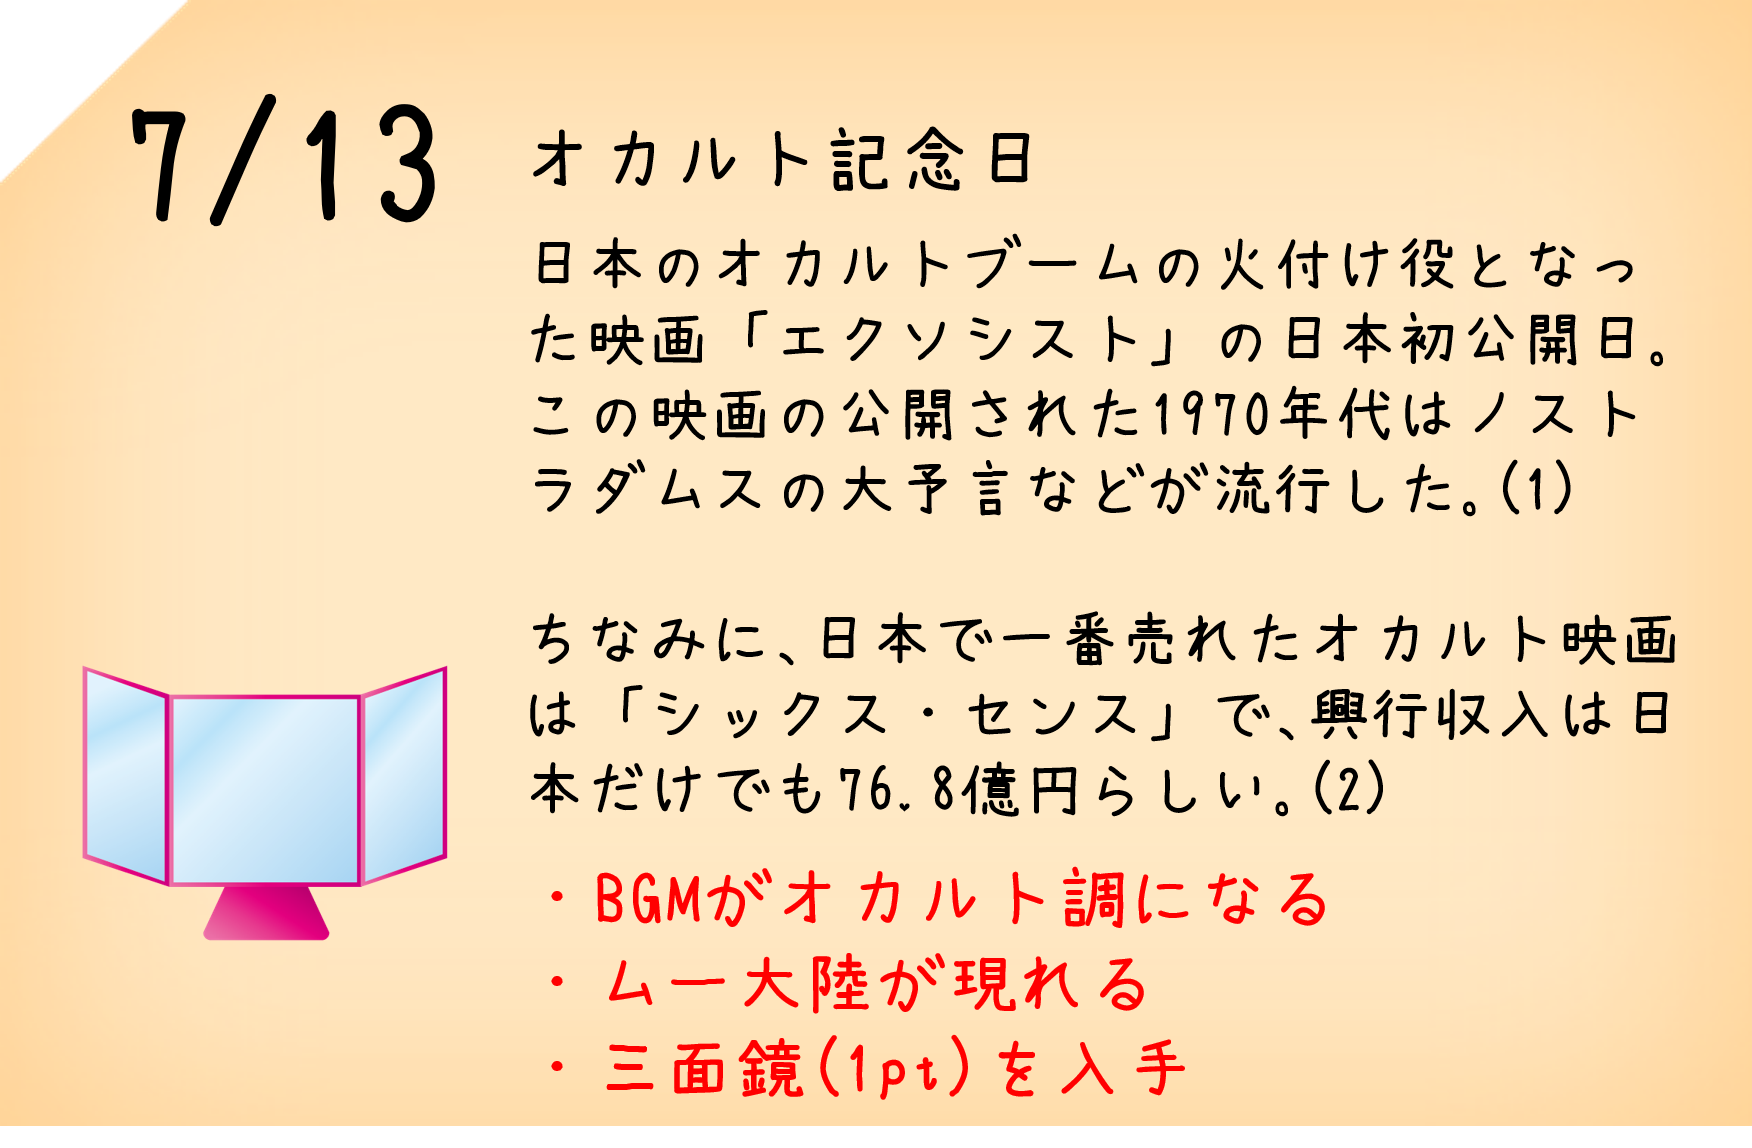 7/13
オカルト記念日
日本のオカルトブームの火付け役となっ
た映画「エクソシスト」の日本初公開日。
この映画の公開された1970年代はノスト
ラダムスの大予言などが流行した。(1)
ちなみに、日本で一番売れたオカルト映画
は「シックス・センス」で、興行収入は日
本だけでも76.8億円らしい。(2)
・BGMがオカルト調になる
・ムー大陸が現れる
・三面鏡(1pt)を入手